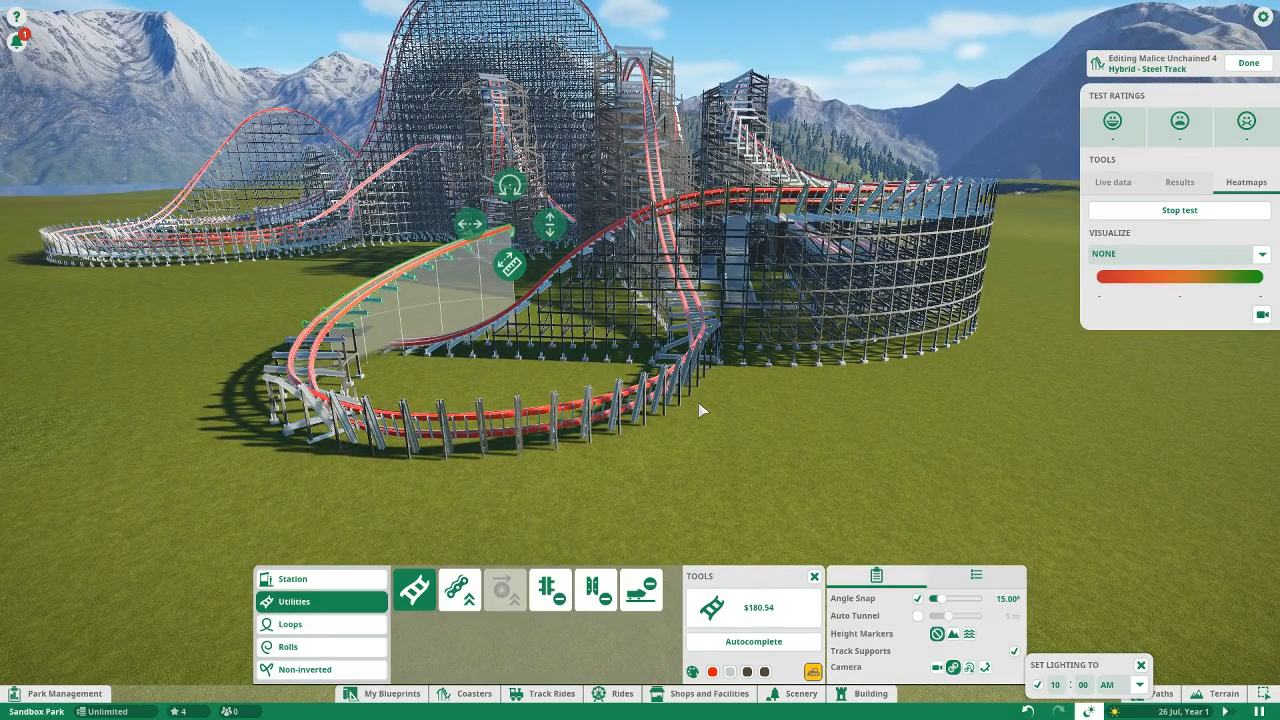 ?
1
Editing Malice Unchained 4
Hybrid - Steel Track
Done
TEST RATINGS
- - -
TOOLS
Live data Results Heatmaps
Stop test
VISUALIZE
NONE
- - -
Station
Utilities
Loops
Rolls
Non-inverted
TOOLS
$180.54
Autocomplete
Angle Snap 15.00°
Auto Tunnel 5 m
Height Markers
Track Supports
Camera
SET LIGHTING TO
10 : 00 AM
Park Management
My Blueprints
Coasters
Track Rides
Rides
Shops and Facilities
Scenery
Building
Paths
Terrain
Sandbox Park
Unlimited
4
0
26 Jul, Year 1